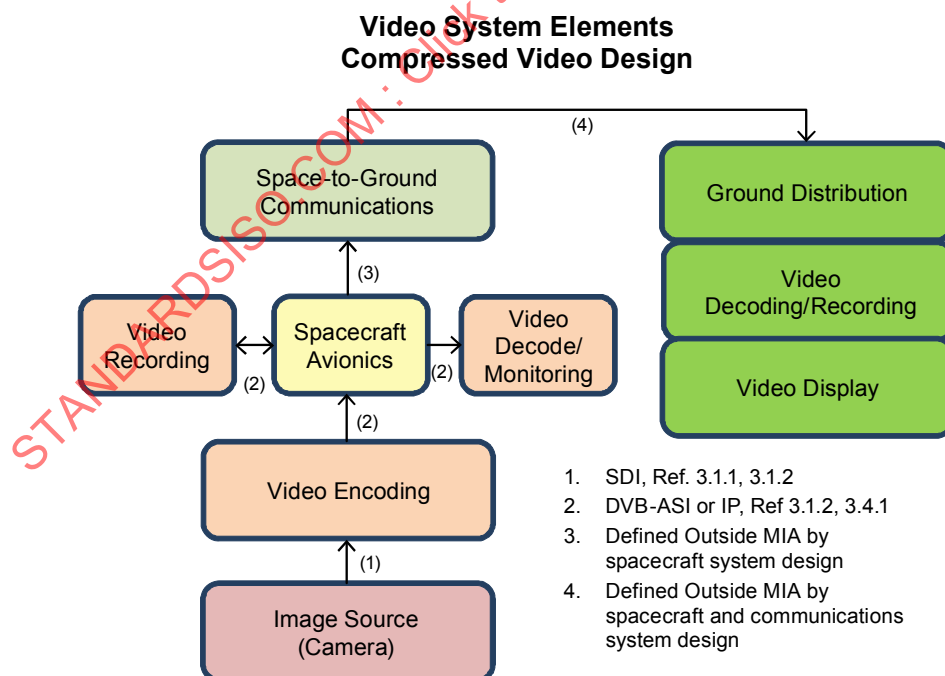 Video System Elements
Compressed Video Design
(4)
Space-to-Ground
Communications
Ground Distribution
(3)
Video
Decoding/Recording
Video
Recording
(2)
Spacecraft
Avionics
(2)
Video
Decode/
Monitoring
Video Display
(2)
Video Encoding
(1)
Image Source
(Camera)
1. SDI, Ref. 3.1.1, 3.1.2
2. DVB-ASI or IP, Ref 3.1.2, 3.4.1
3. Defined Outside MIA by
spacecraft system design
4. Defined Outside MIA by
spacecraft and communications
system design
STANDARDSISO.COM : Click